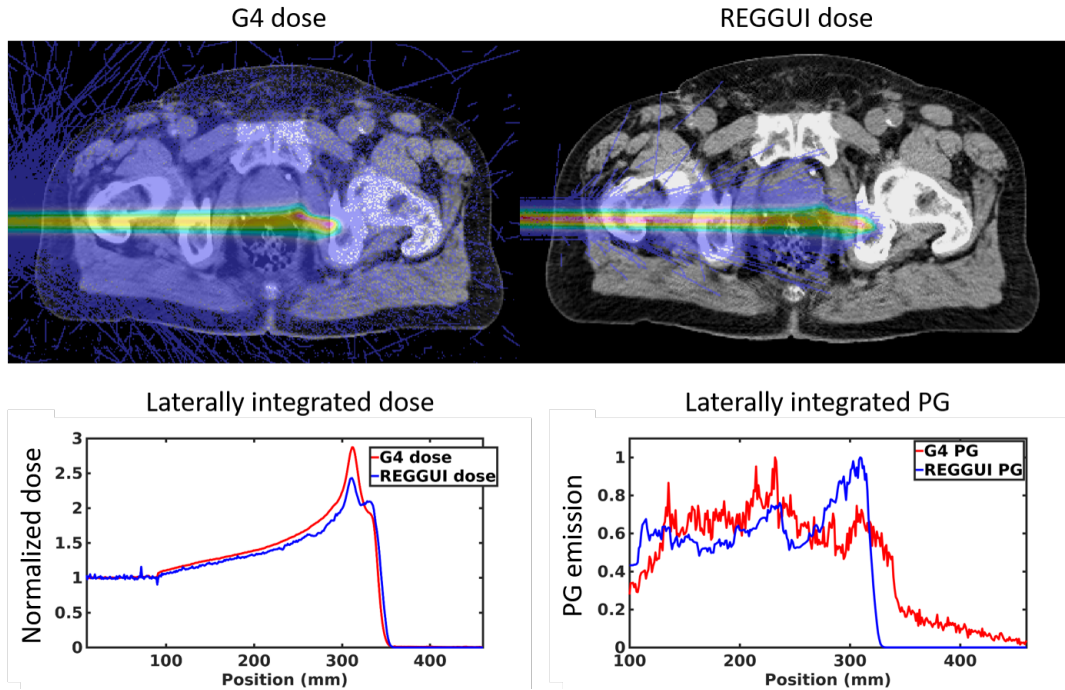 G4 dose
REGGUI dose
Laterally integrated dose
Laterally integrated PG
Normalized dose
3
2.5
2
1.5
1
0.5
0
100
200
300
400
Position (mm)
G4 dose
REGGUI dose
PG emission
1
0.8
0.6
0.4
0.2
0
100
200
300
400
Position (mm)
G4 PG
REGGUI PG